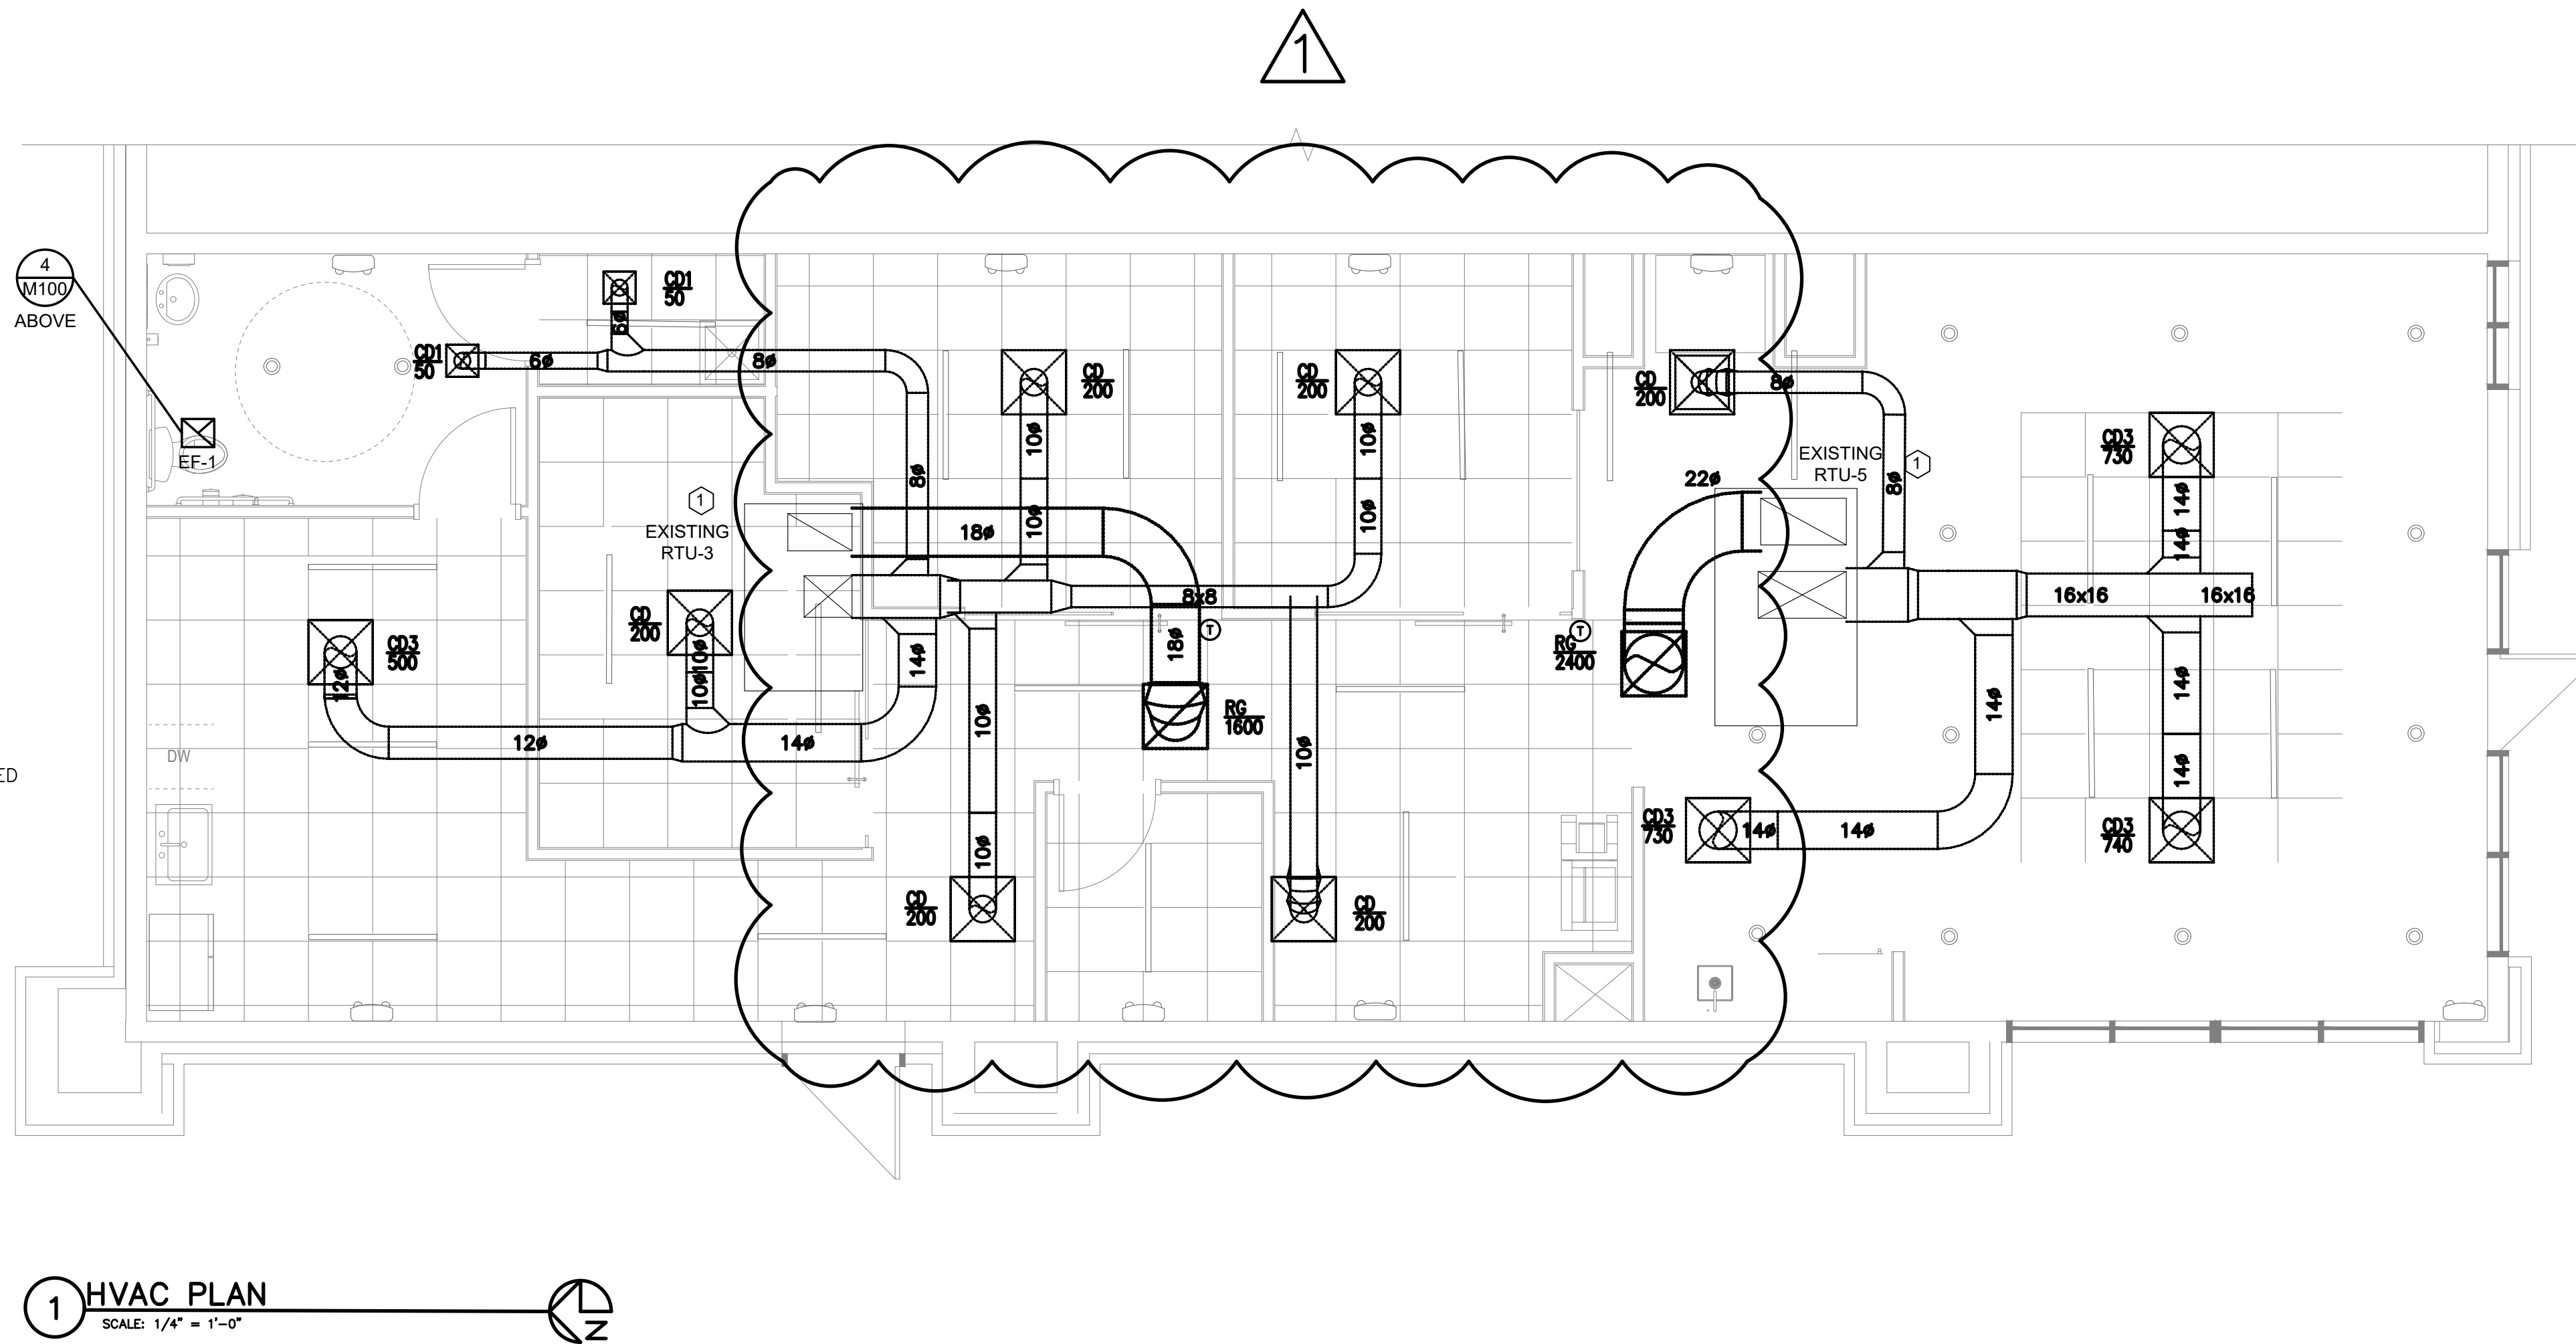 1
4
M100
ABOVE
CD1
50
6ø
CD1
50
6ø
8ø
CD
200
CD
200
CD
200
8ø
EF-1
1
EXISTING
RTU-3
8ø
10ø
10ø
18ø
10ø
10ø
22ø
EXISTING
RTU-5
1
8ø
CD3
730
14ø
14ø
8x8
16x16
16x16
CD3
500
12ø
CD
200
10ø
10ø
14ø
18ø
T
T
RG
2400
RG
1600
14ø
14ø
12ø
14ø
10ø
10ø
DW
ED
10ø
CD
200
CD
200
CD3
730
14ø
14ø
14ø
CD3
740
1
HVAC PLAN
SCALE: 1/4" = 1'-0"
N